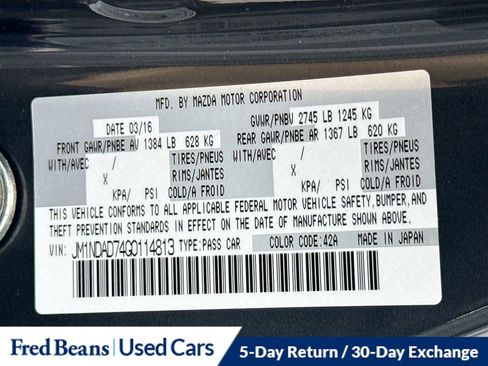 MFD. BY MAZDA MOTOR CORPORATION
DATE 03/16
GVWR/PNBV 2745 LB 1245 KG
FRONT GAWR/PNBE AV 1384 LB 628 KG
REAR GAWR/PNBE AR 1367 LB 620 KG
WITH/AVEC / TIRES/PNEUS WITH/AVEC / TIRES/PNEUS
X RIMS/JANTES X RIMS/JANTES
KPA/ PSI COLD/A FROID KPA/ PSI COLD/A FROID
THIS VEHICLE CONFORMS TO ALL APPLICABLE FEDERAL MOTOR VEHICLE SAFETY, BUMPER, AND
THEFT PREVENTION STANDARDS IN EFFECT ON THE DATE OF MANUFACTURE SHOWN ABOVE.
VIN: JM1NDAD74G0114813 TYPE: PASS CAR COLOR: 42A MADE IN JAPAN
Fred Beans | Used Cars 5-Day Return / 30-Day Exchange